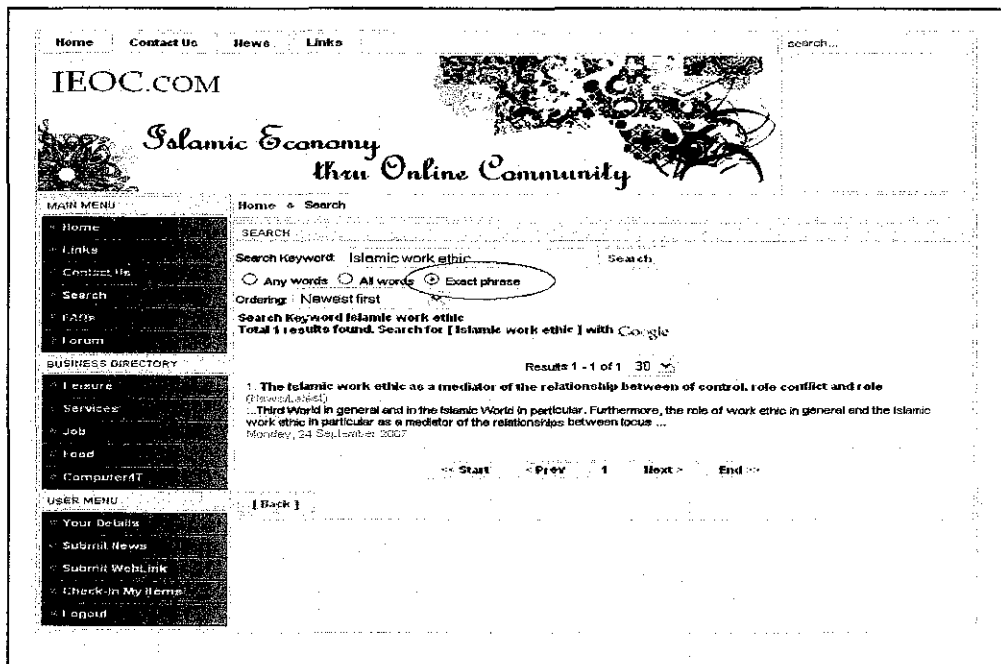 Home Contact Us News Links search...
IEOC.COM
Islamic Economy
thru Online Community
MAIN MENU
Home
Links
Contact Us
Search
FAQs
Forum
BUSINESS DIRECTORY
Leisure
Services
Job
Food
Computer/IT
USER MENU
Your Details
Submit News
Submit WebLink
Check-In My Items
Logout
Home Search
SEARCH
Search Keyword: Islamic work ethic Search
Any words All words Exact phrase
Ordering: Newest first
Search Keyword Islamic work ethic
Total 1 results found. Search for [ Islamic work ethic ] with Google
Results 1 - 1 of 1 30
1. The Islamic work ethic as a mediator of the relationship between of control, role conflict and role
(News/Latest)
...Third World in general and in the Islamic World in particular. Furthermore, the role of work ethic in general and the Islamic
work ethic in particular as a mediator of the relationships between locus ...
Monday, 24 September 2007
<< Start < Prev 1 Next > End >>
[ Back ]